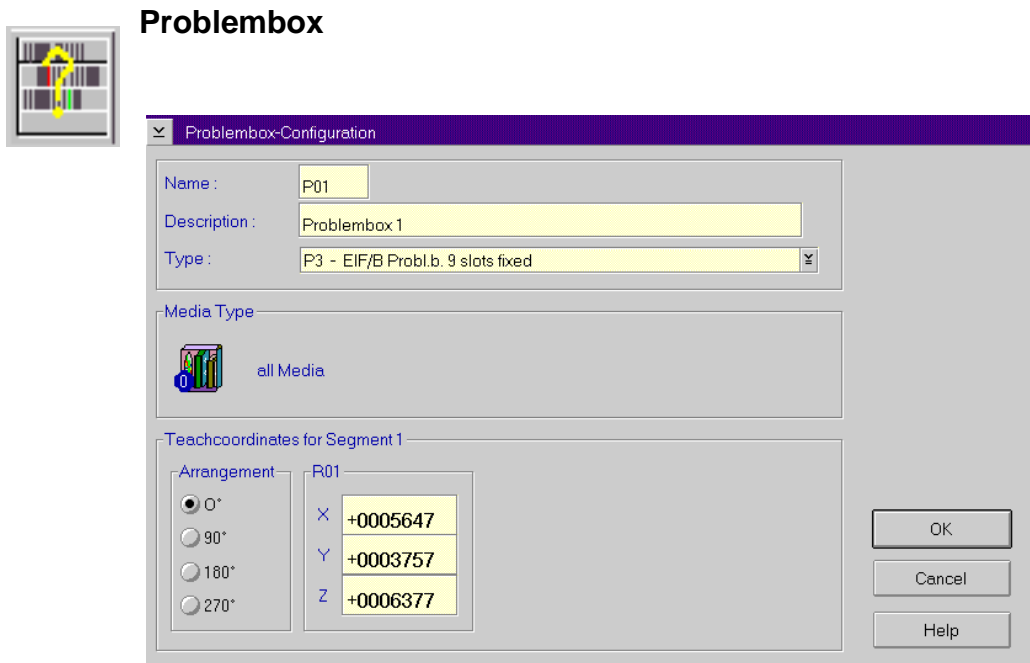 Problembox
Problembox-Configuration
Name :
P01
Description :
Problembox 1
Type :
P3 - EIF/B Probl.b. 9 slots fixed
Media Type
0
all Media
Teachcoordinates for Segment 1
Arrangement
0°
90°
180°
270°
R01
X +0005647
Y +0003757
Z +0006377
OK
Cancel
Help